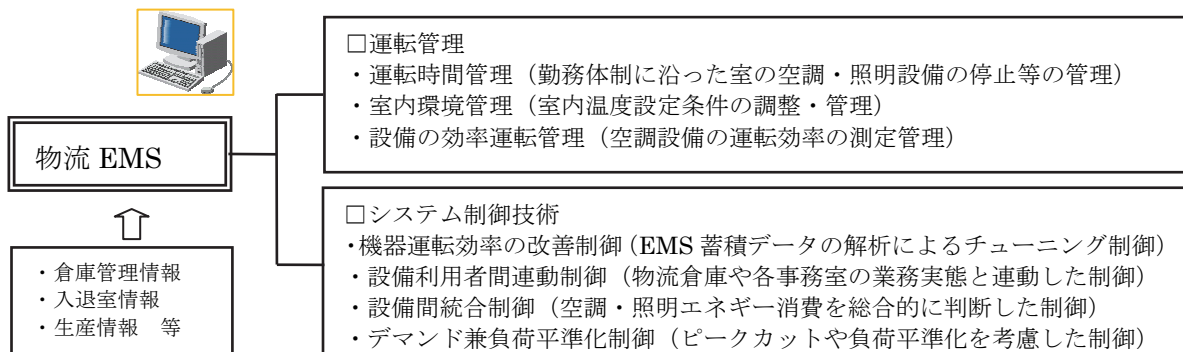 □運転管理
・運転時間管理（勤務体制に沿った室の空調・照明設備の停止等の管理）
・室内環境管理（室内温度設定条件の調整・管理）
・設備の効率運転管理（空調設備の運転効率の測定管理）
物流 EMS
□システム制御技術
・機器運転効率の改善制御（EMS 蓄積データの解析によるチューニング制御）
・設備利用者間連動制御（物流倉庫や各事務室の業務実態と連動した制御）
・設備間統合制御（空調・照明エネギー消費を総合的に判断した制御）
・デマンド兼負荷平準化制御（ピークカットや負荷平準化を考慮した制御）
・倉庫管理情報
・入退室情報
・生産情報　等